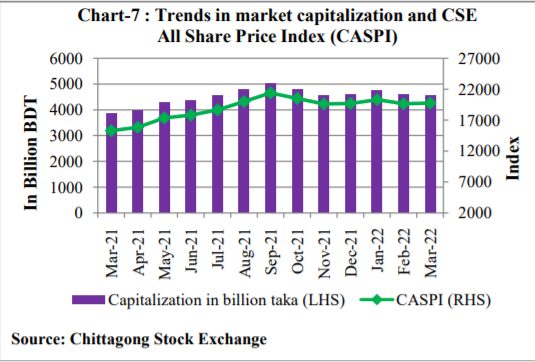 Chart-7 : Trends in market capitalization and CSE
All Share Price Index (CASPI)
6000
5000
4000
3000
2000
1000
0
In Billion BDT
27000
22000
17000
12000
7000
2000
Index
Mar-21
Apr-21
May-21
Jun-21
Jul-21
Aug-21
Sep-21
Oct-21
Nov-21
Dec-21
Jan-22
Feb-22
Mar-22
Capitalization in billion taka (LHS)
CASPI (RHS)
Source: Chittagong Stock Exchange